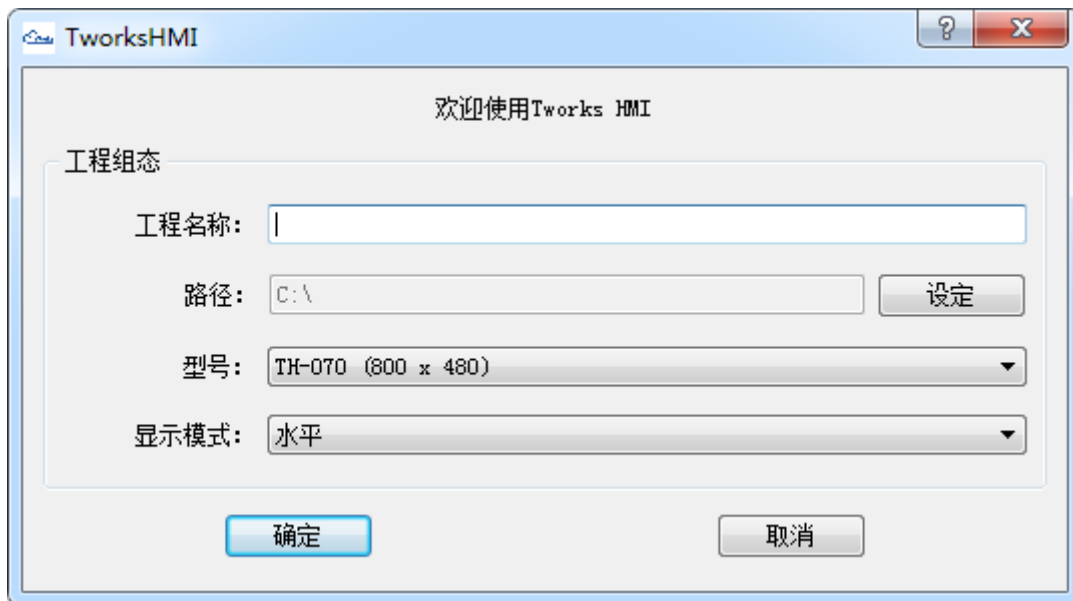 TworksHMI
欢迎使用Tworks HMI
工程组态
工程名称:
路径: C:\ 设定
型号: TH-070 (800 x 480)
显示模式: 水平
确定 取消